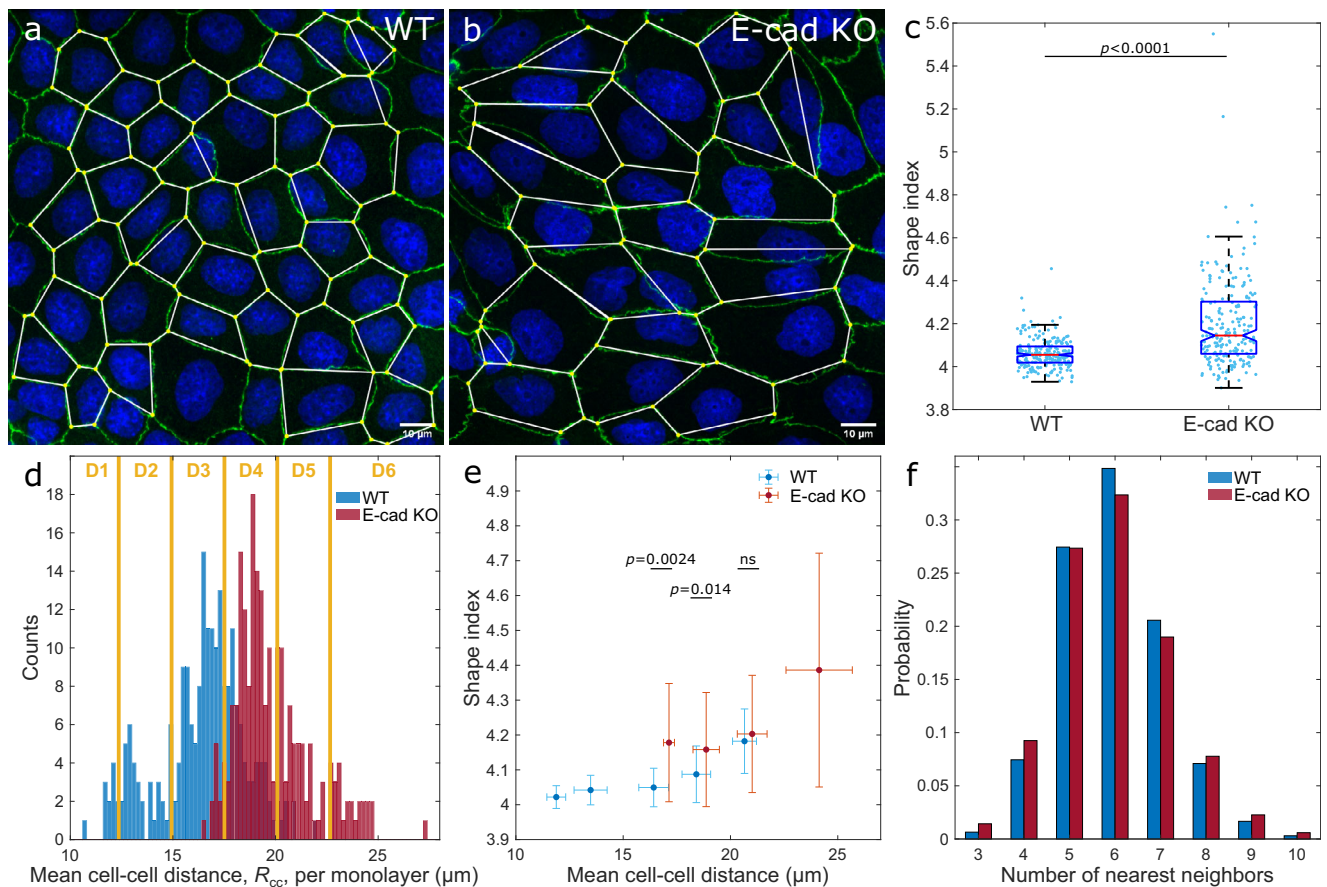 a
WT
10 µm
b
E-cad KO
10 µm
c
5.6
5.4
5.2
5
4.8
4.6
4.4
4.2
4
3.8
Shape index
p<0.0001
WT
E-cad KO
d
D1
D2
D3
D4
D5
D6
WT
E-cad KO
18
16
14
12
10
8
6
4
2
0
Counts
10
15
20
25
Mean cell-cell distance, Rcc, per monolayer (µm)
e
WT
E-cad KO
4.9
4.8
4.7
4.6
4.5
4.4
4.3
4.2
4.1
4
3.9
Shape index
p=0.0024
ns
p=0.014
10
15
20
25
Mean cell-cell distance (µm)
f
WT
E-cad KO
0.3
0.25
0.2
0.15
0.1
0.05
0
Probability
3
4
5
6
7
8
9
10
Number of nearest neighbors